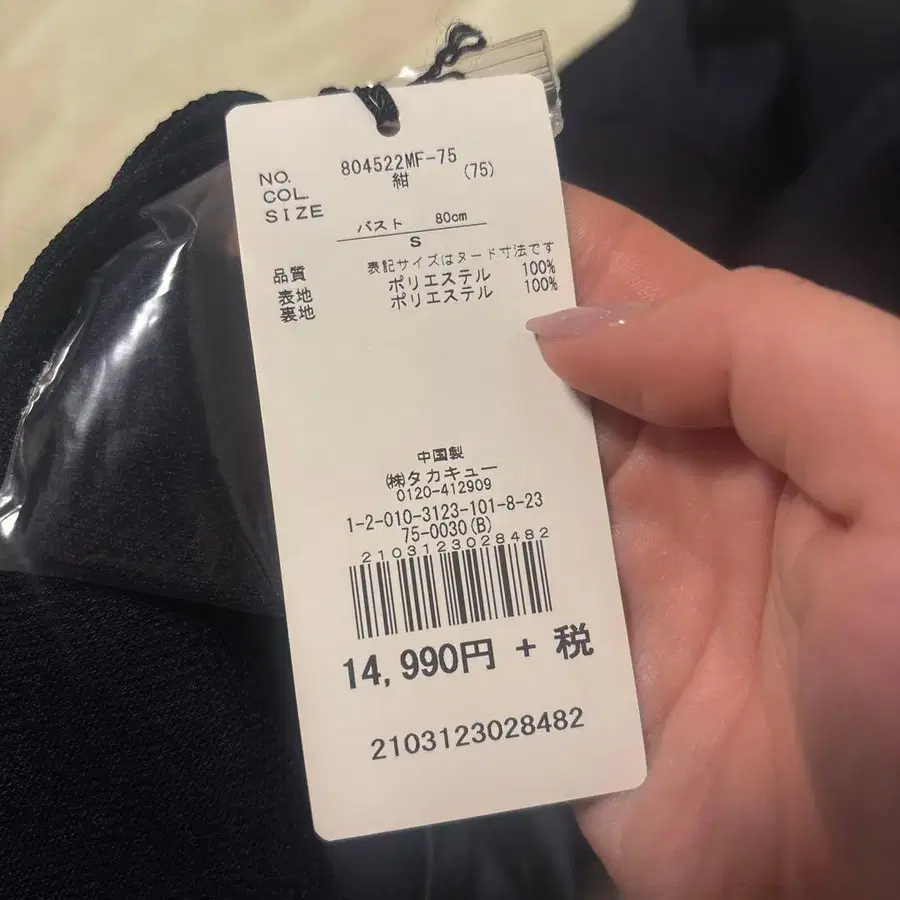 NO. 804522MF-75
COL. 紺 (75)
SIZE
バスト 80cm
S
表記サイズはヌード寸法です
品質
表地 ポリエステル 100%
裏地 ポリエステル 100%
中国製
㈱タカキュー
0120-412909
1-2-010-3123-101-8-23
75-0030(B)
2103123028482
14,990円 + 税
2103123028482